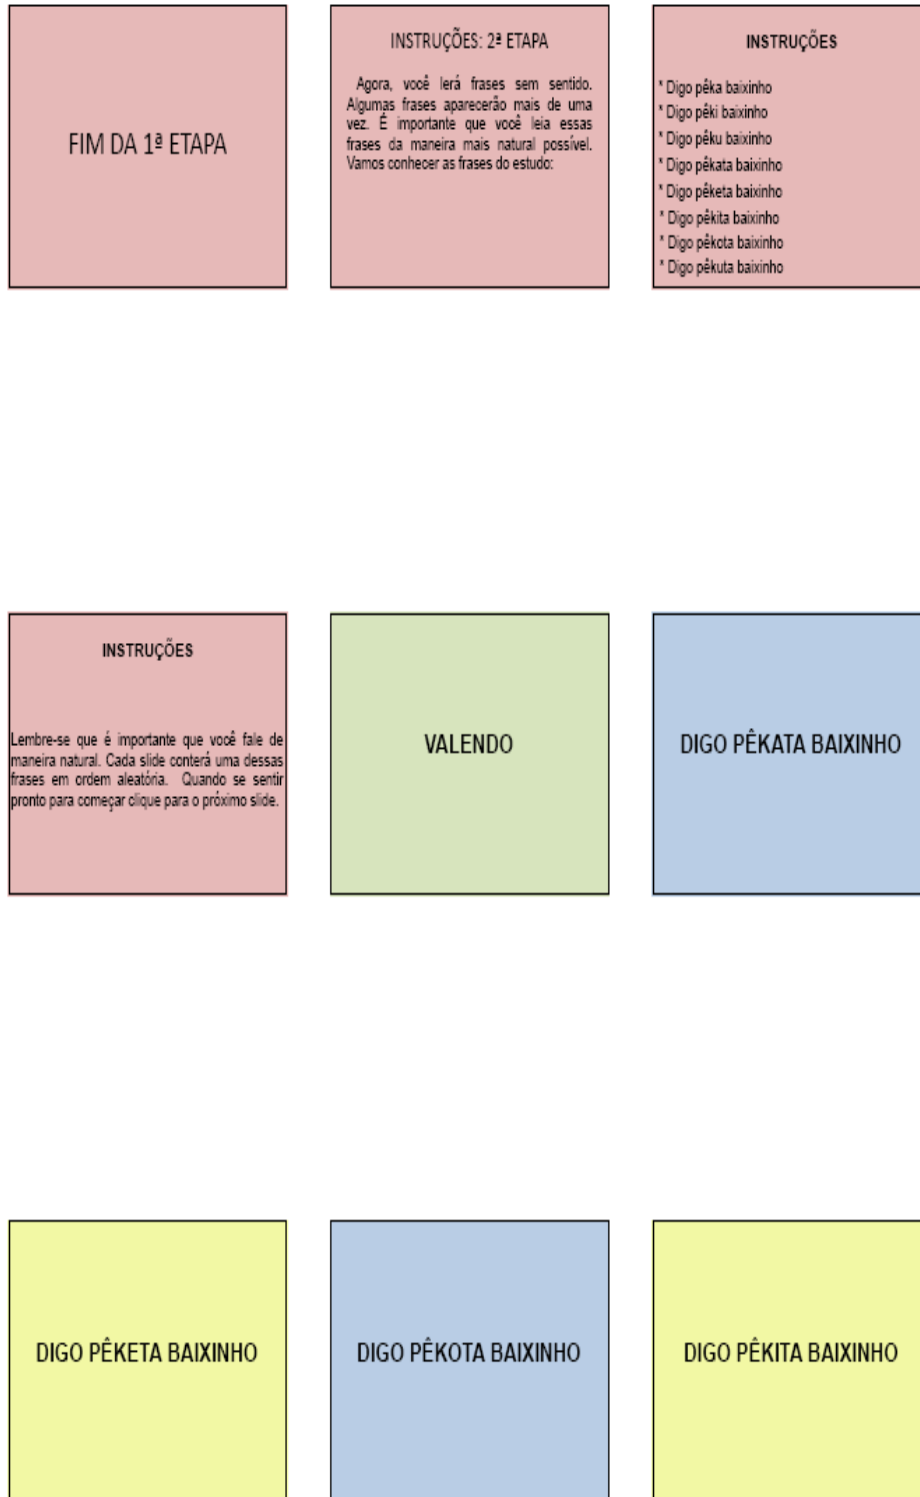 FIM DA 1ª ETAPA
INSTRUÇÕES: 2ª ETAPA
Agora, você lerá frases sem sentido.
Algumas frases aparecerão mais de uma
vez. É importante que você leia essas
frases da maneira mais natural possível.
Vamos conhecer as frases do estudo:
INSTRUÇÕES
* Digo pêka baixinho
* Digo pêki baixinho
* Digo pêku baixinho
* Digo pêkata baixinho
* Digo pêketa baixinho
* Digo pêkita baixinho
* Digo pêkota baixinho
* Digo pêkuta baixinho
INSTRUÇÕES
Lembre-se que é importante que você fale de
maneira natural. Cada slide conterá uma dessas
frases em ordem aleatória. Quando se sentir
pronto para começar clique para o próximo slide.
VALENDO
DIGO PÊKATA BAIXINHO
DIGO PÊKETA BAIXINHO
DIGO PÊKOTA BAIXINHO
DIGO PÊKITA BAIXINHO